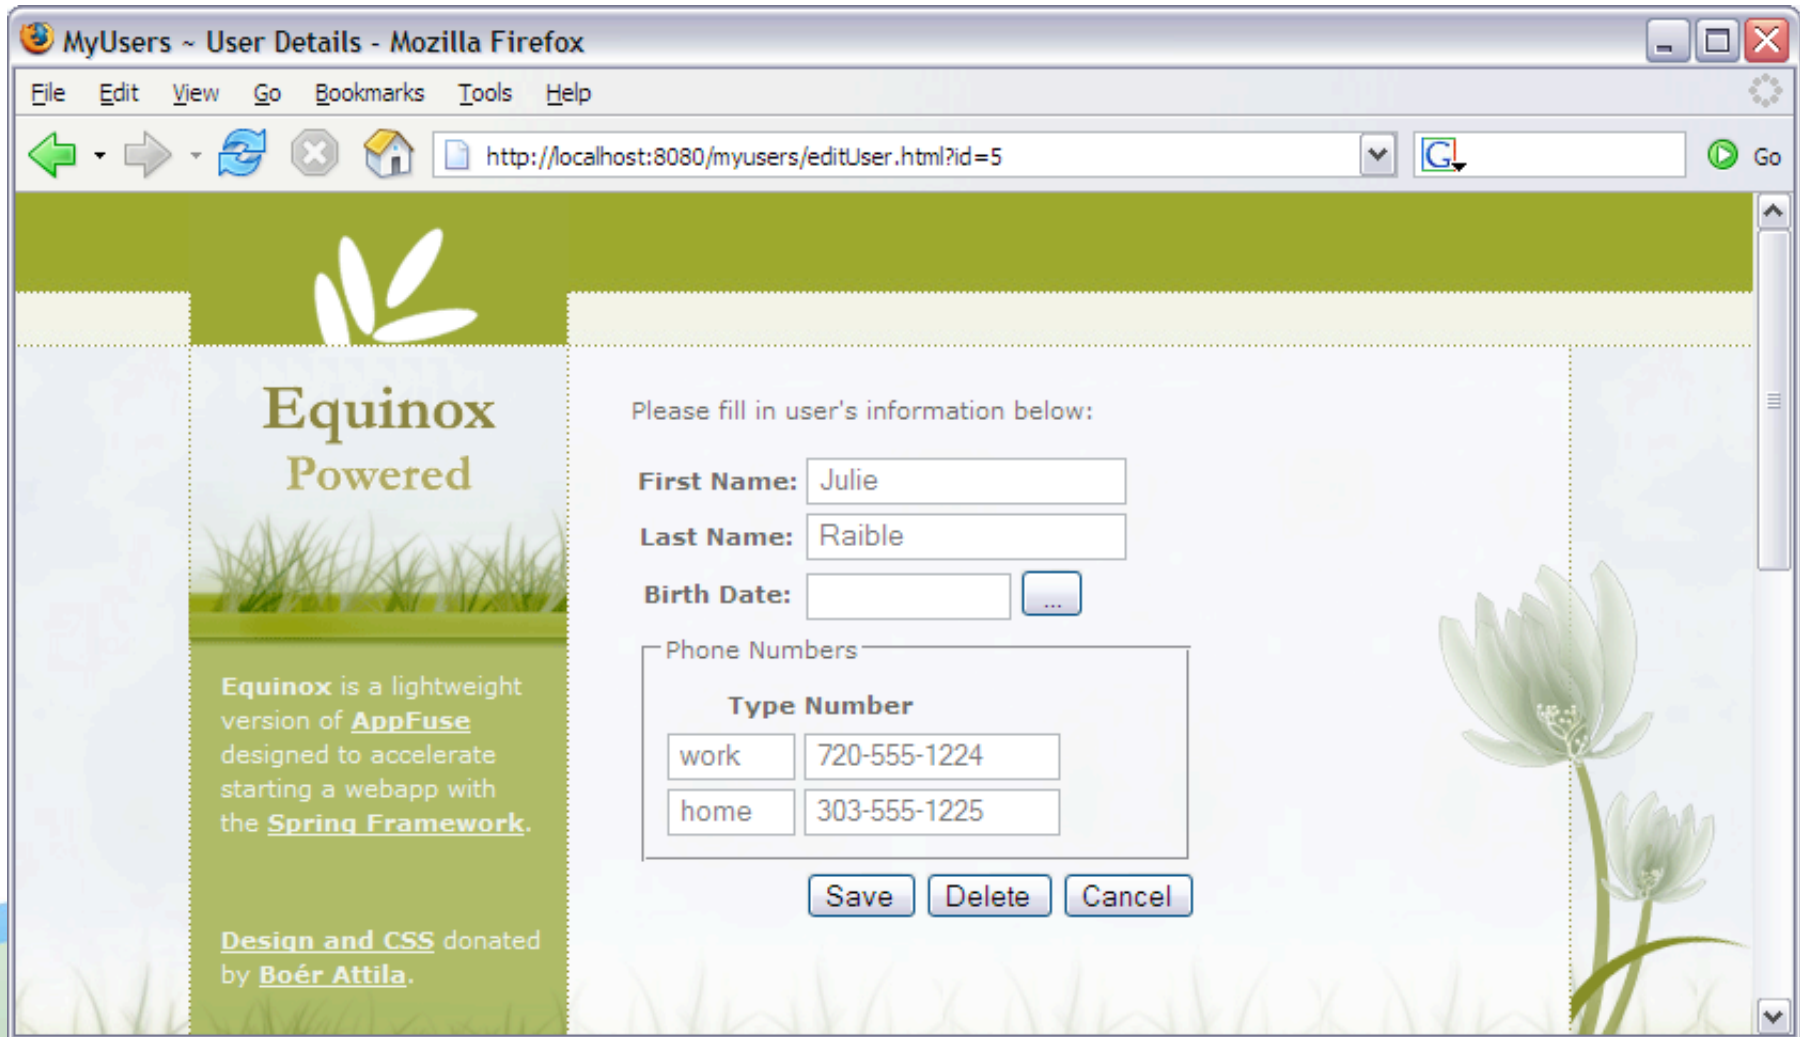 MyUsers ~ User Details - Mozilla Firefox
File Edit View Go Bookmarks Tools Help
http://localhost:8080/myusers/editUser.html?id=5
G
Go
Equinox
Powered
Equinox is a lightweight
version of AppFuse
designed to accelerate
starting a webapp with
the Spring Framework.
Design and CSS donated
by Boér Attila.
Please fill in user's information below:
First Name: Julie
Last Name: Raible
Birth Date: ...
Phone Numbers
Type Number
work 720-555-1224
home 303-555-1225
Save Delete Cancel